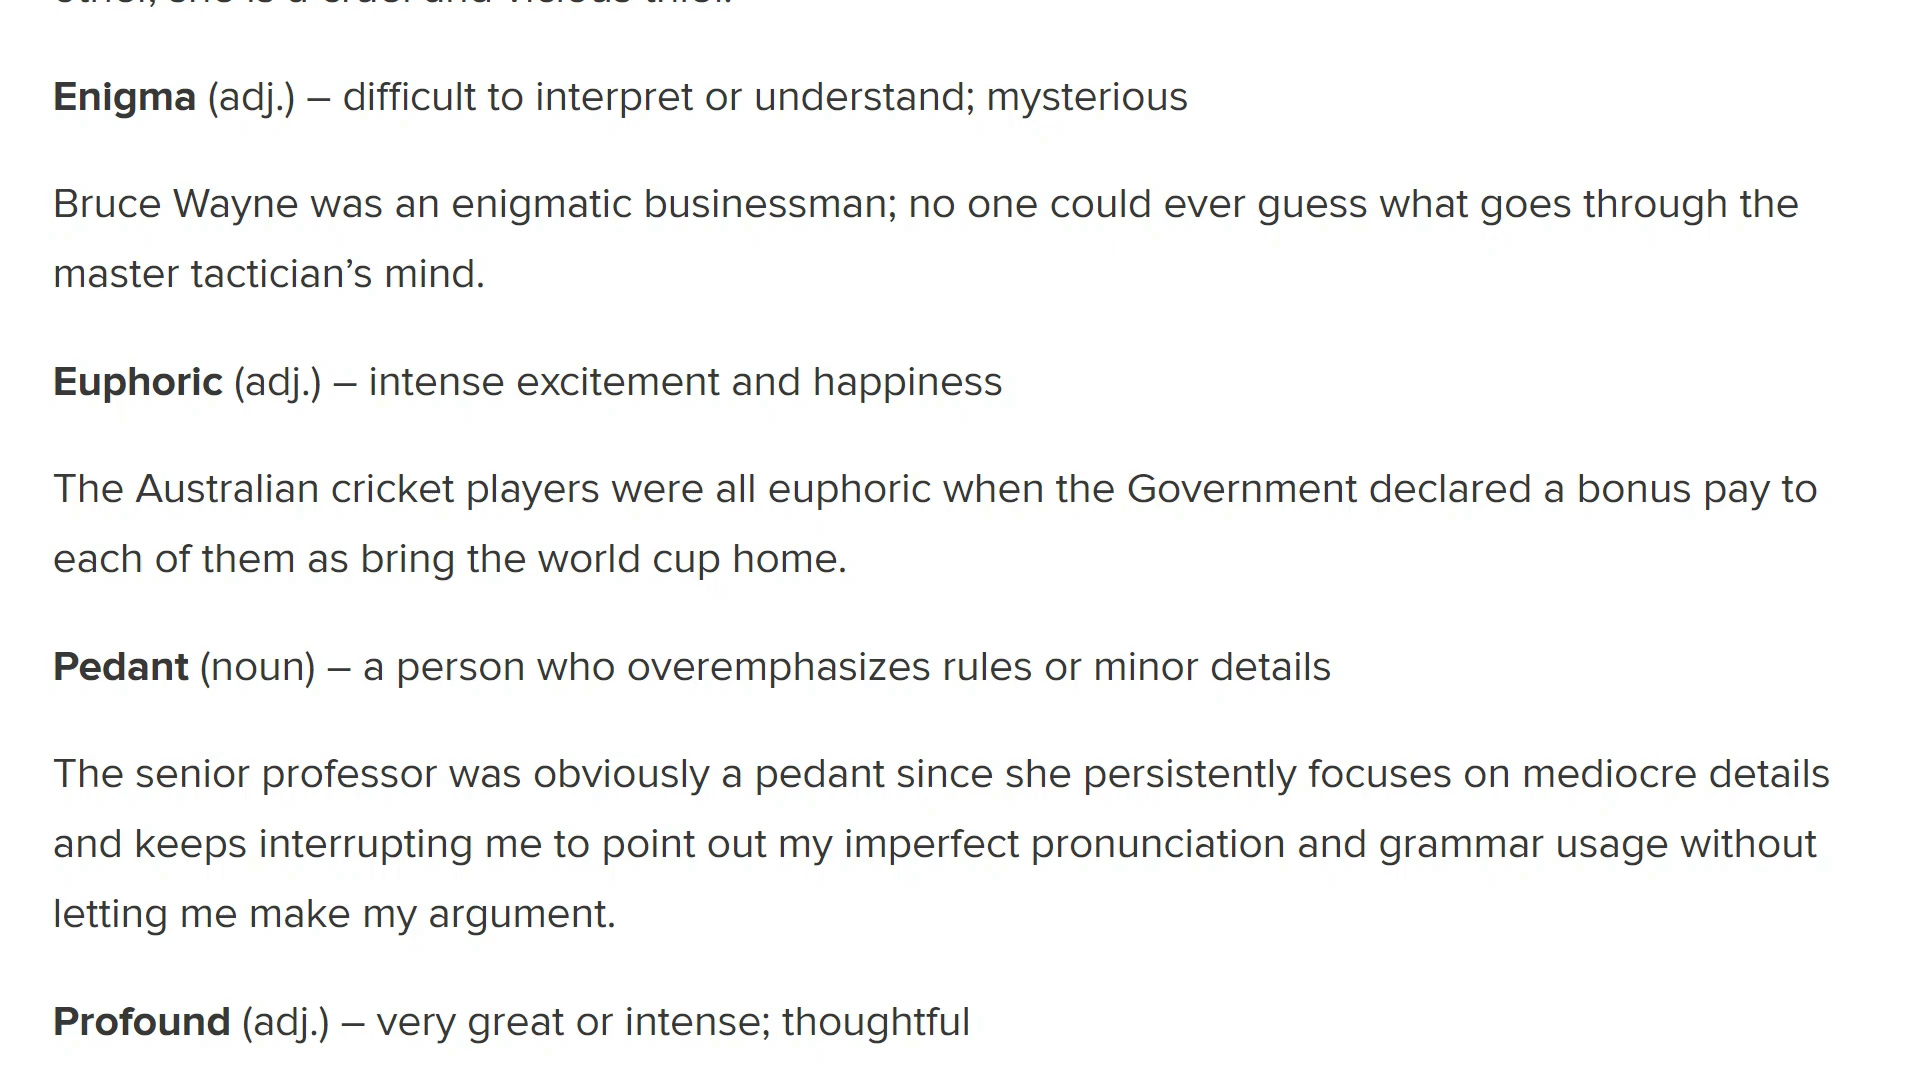 Enigma (adj.) – difficult to interpret or understand; mysterious
Bruce Wayne was an enigmatic businessman; no one could ever guess what goes through the
master tactician’s mind.
Euphoric (adj.) – intense excitement and happiness
The Australian cricket players were all euphoric when the Government declared a bonus pay to
each of them as bring the world cup home.
Pedant (noun) – a person who overemphasizes rules or minor details
The senior professor was obviously a pedant since she persistently focuses on mediocre details
and keeps interrupting me to point out my imperfect pronunciation and grammar usage without
letting me make my argument.
Profound (adj.) – very great or intense; thoughtful